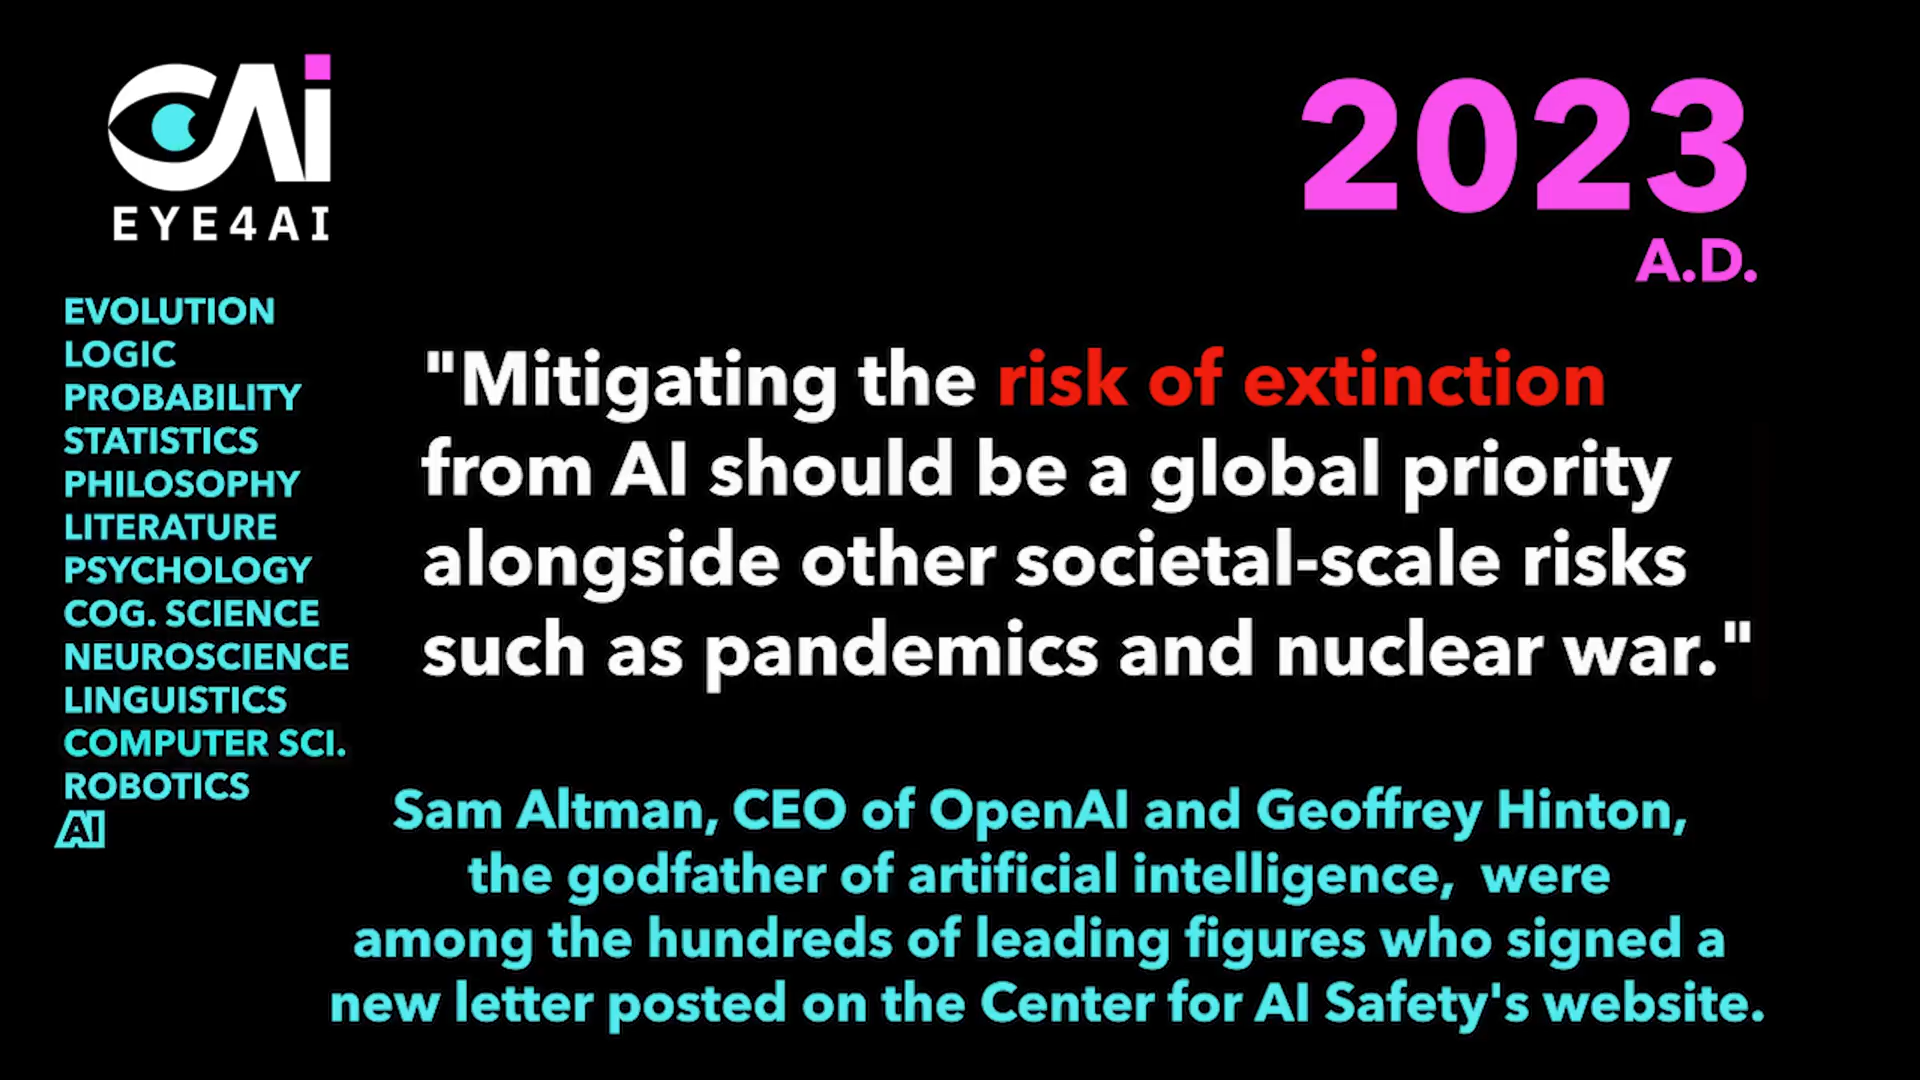 CAi
EYE4AI
2023
A.D.
EVOLUTION
LOGIC
PROBABILITY
STATISTICS
PHILOSOPHY
LITERATURE
PSYCHOLOGY
COG. SCIENCE
NEUROSCIENCE
LINGUISTICS
COMPUTER SCI.
ROBOTICS
AI
"Mitigating the risk of extinction
from AI should be a global priority
alongside other societal-scale risks
such as pandemics and nuclear war."
Sam Altman, CEO of OpenAI and Geoffrey Hinton,
the godfather of artificial intelligence,  were
among the hundreds of leading figures who signed a
new letter posted on the Center for AI Safety's website.